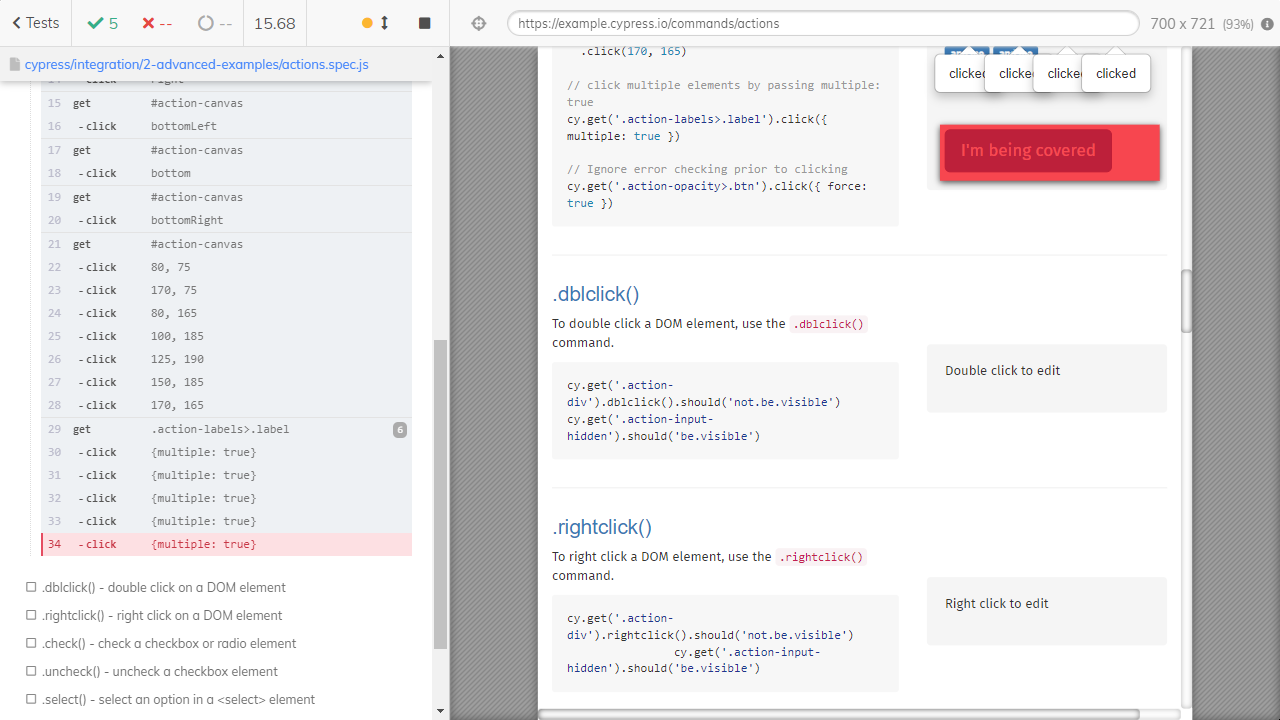 Tests
5
--
--
15.68
https://example.cypress.io/commands/actions
700 x 721 (93%)
cypress/integration/2-advanced-examples/actions.spec.js
15 get #action-canvas
16 -click bottomLeft
17 get #action-canvas
18 -click bottom
19 get #action-canvas
20 -click bottomRight
21 get #action-canvas
22 -click 80, 75
23 -click 170, 75
24 -click 80, 165
25 -click 100, 185
26 -click 125, 190
27 -click 150, 185
28 -click 170, 165
29 get .action-labels>.label 6
30 -click {multiple: true}
31 -click {multiple: true}
32 -click {multiple: true}
33 -click {multiple: true}
34 -click {multiple: true}
.dblclick() - double click on a DOM element
.rightclick() - right click on a DOM element
.check() - check a checkbox or radio element
.uncheck() - uncheck a checkbox element
.select() - select an option in a <select> element
.click(170, 165)
// click multiple elements by passing multiple:
true
cy.get('.action-labels>.label').click({
multiple: true })
// Ignore error checking prior to clicking
cy.get('.action-opacity>.btn').click({ force:
true })
clicked clicked clicked clicked
I'm being covered
.dblclick()
To double click a DOM element, use the .dblclick()
command.
cy.get('.action-
div').dblclick().should('not.be.visible')
cy.get('.action-input-
hidden').should('be.visible')
Double click to edit
.rightclick()
To right click a DOM element, use the .rightclick()
command.
cy.get('.action-
div').rightclick().should('not.be.visible')
cy.get('.action-input-
hidden').should('be.visible')
Right click to edit